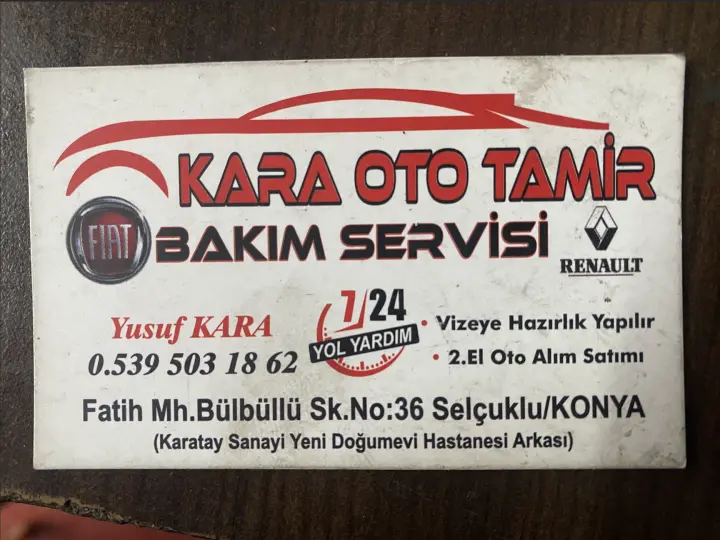 KARA OTO TAMİR
FIAT
BAKIM SERVİSİ
RENAULT
Yusuf KARA
0.539 503 18 62
7/24
YOL YARDIM
• Vizeye Hazırlık Yapılır
• 2.El Oto Alım Satımı
Fatih Mh.Bülbüllü Sk.No:36 Selçuklu/KONYA
(Karatay Sanayi Yeni Doğumevi Hastanesi Arkası)